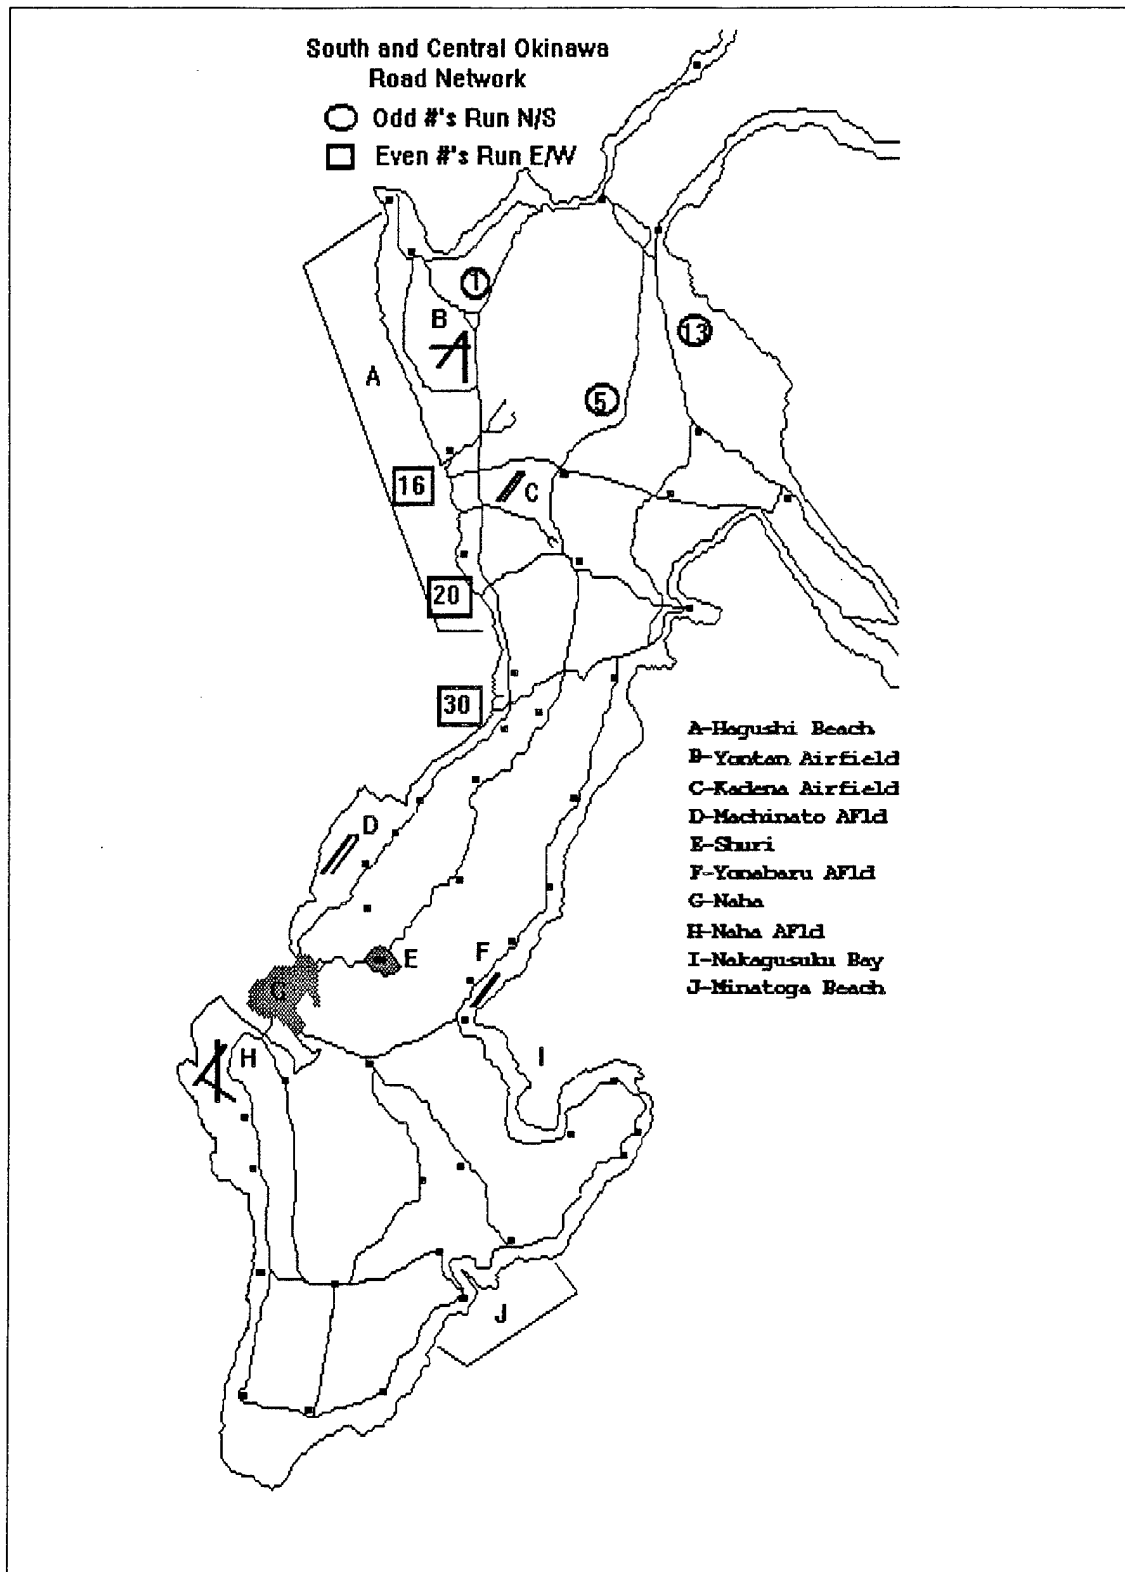 South and Central Okinawa
Road Network
Odd #'s Run N/S
Even #'s Run E/W
1
B
13
A
5
16
C
20
30
A-Hagushi Beach
B-Yontan Airfield
C-Kadena Airfield
D-Machinato AFld
E-Shuri
F-Yonabaru AFld
G-Naha
H-Naha AFld
I-Nakagusuku Bay
J-Minatoga Beach
D
E
F
G
H
I
J